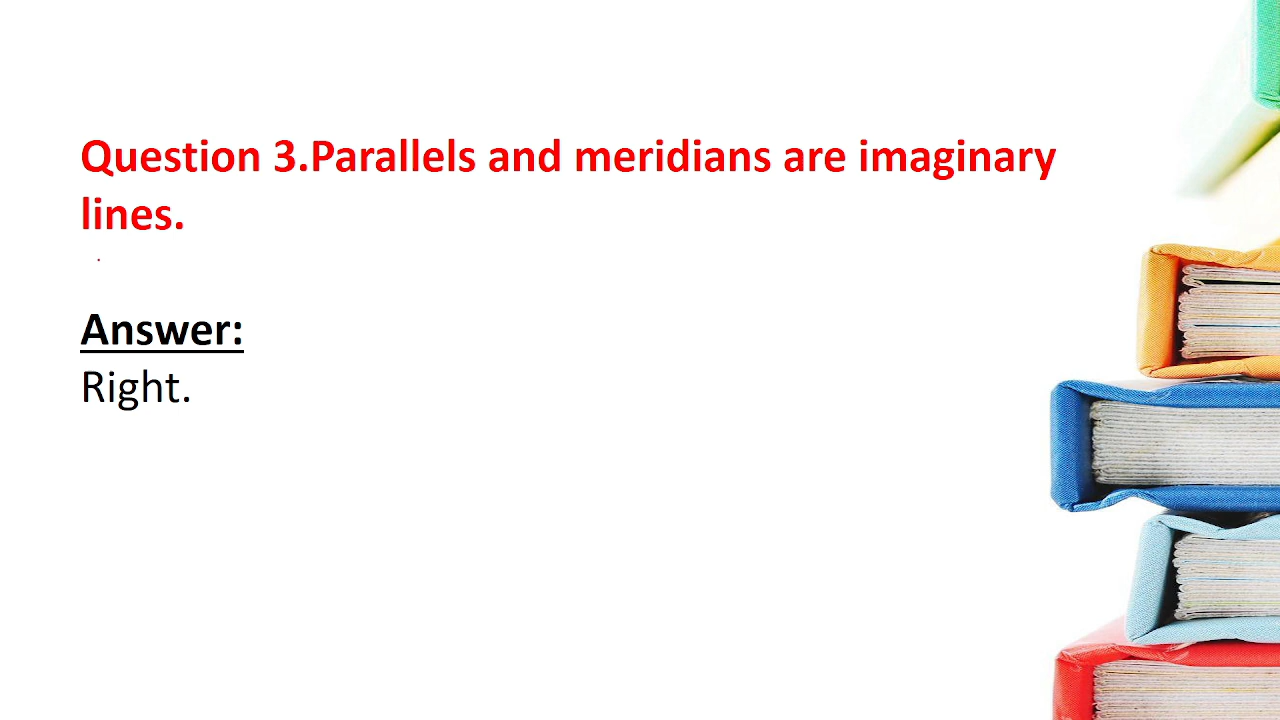 Question 3.Parallels and meridians are imaginary
lines.
Answer:
Right.